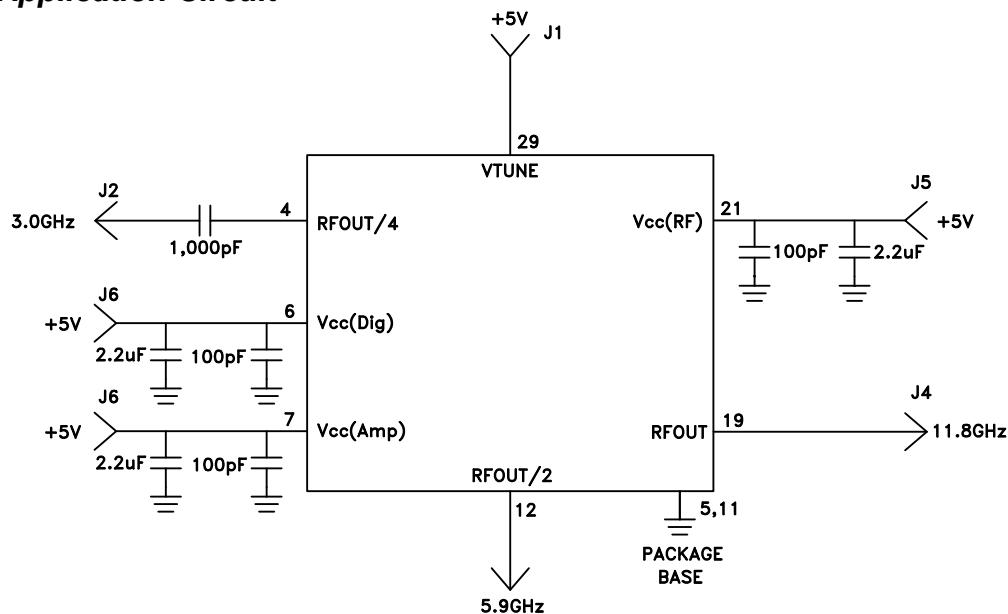 Application Circuit
+5V
J1
29
VTUNE
J2
3.0GHz
1,000pF
4
RFOUT/4
Vcc(RF)
21
J5
+5V
100pF
2.2uF
J6
+5V
6
Vcc(Dig)
2.2uF
100pF
J6
+5V
7
Vcc(Amp)
2.2uF
100pF
RFOUT
19
J4
11.8GHz
RFOUT/2
12
5.9GHz
5,11
PACKAGE
BASE